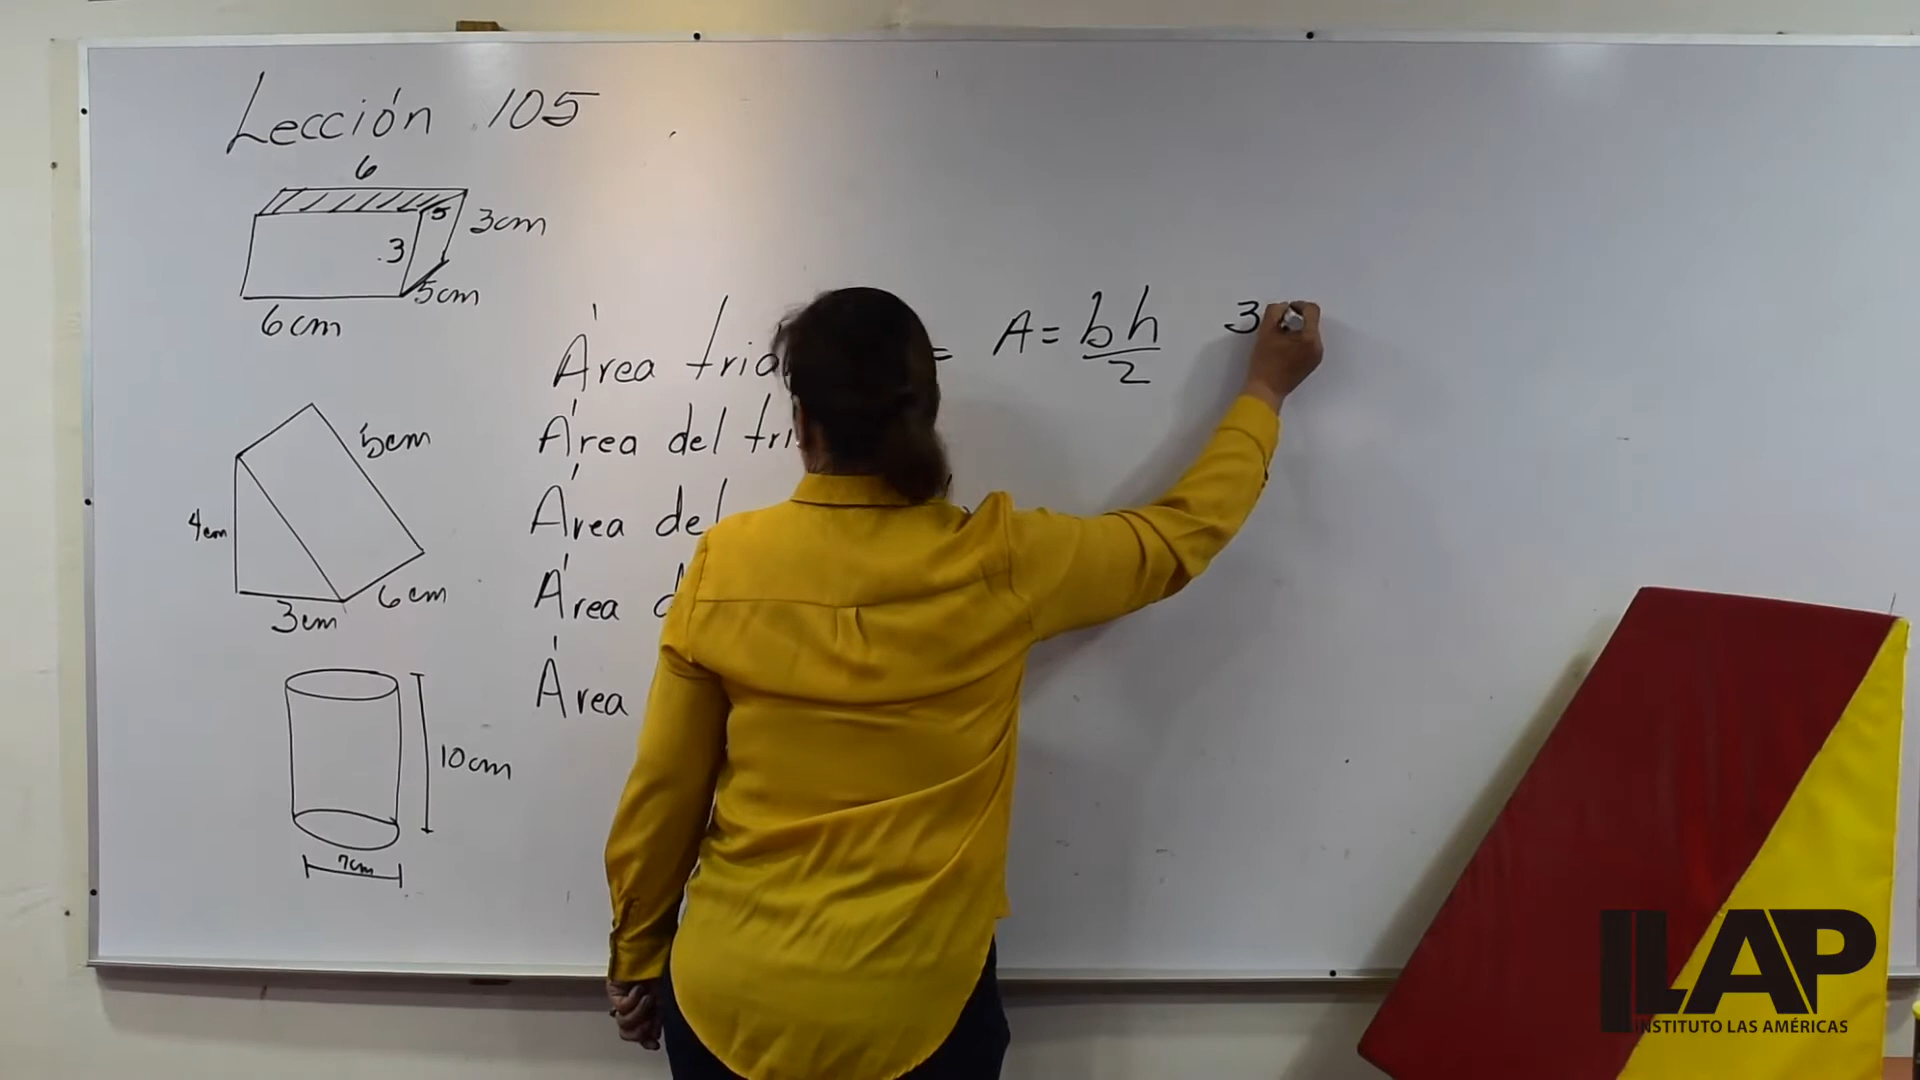 Lección 105
6
5
3cm
.3
5cm
6cm
Área = A = bh/2 3
5cm
Área del
4cm
Área del
6cm
Área
3cm
Área
10cm
7cm
ILAP
INSTITUTO LAS AMÉRICAS